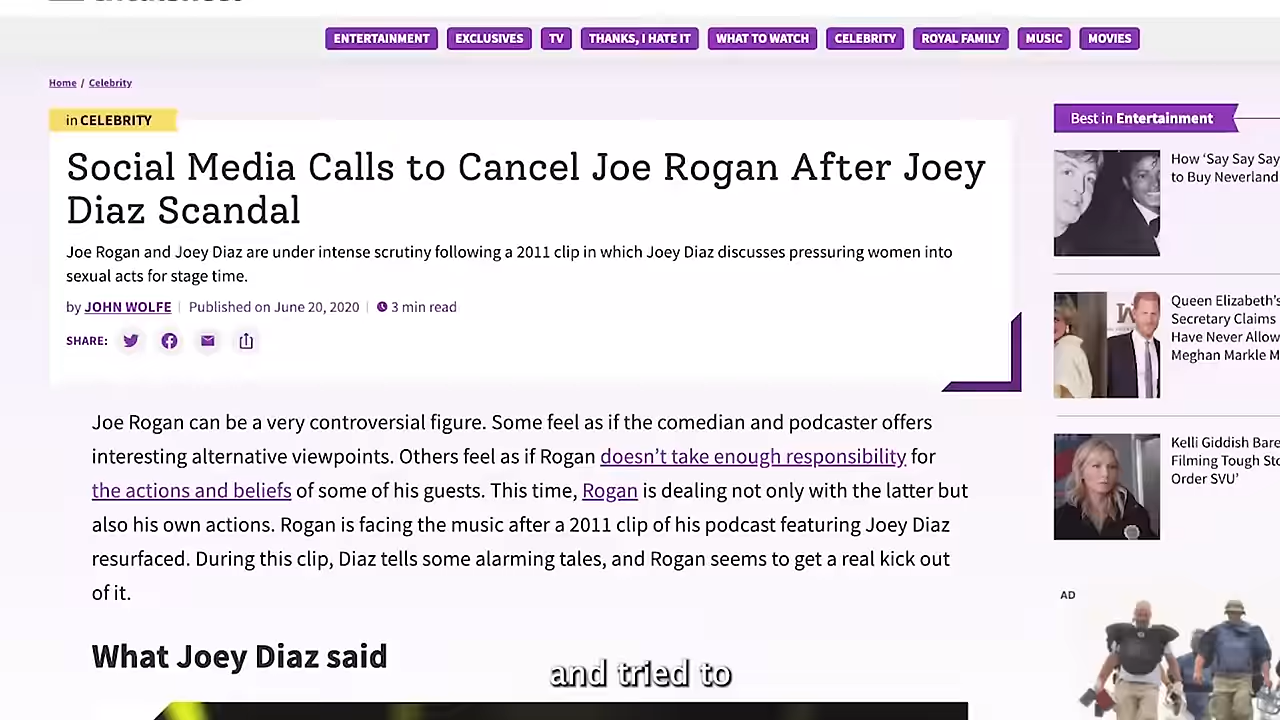 ENTERTAINMENT EXCLUSIVES TV THANKS, I HATE IT WHAT TO WATCH CELEBRITY ROYAL FAMILY MUSIC MOVIES
Home / Celebrity
in CELEBRITY
Social Media Calls to Cancel Joe Rogan After Joey
Diaz Scandal
Joe Rogan and Joey Diaz are under intense scrutiny following a 2011 clip in which Joey Diaz discusses pressuring women into
sexual acts for stage time.
by JOHN WOLFE | Published on June 20, 2020 | 3 min read
SHARE:
Joe Rogan can be a very controversial figure. Some feel as if the comedian and podcaster offers
interesting alternative viewpoints. Others feel as if Rogan doesn’t take enough responsibility for
the actions and beliefs of some of his guests. This time, Rogan is dealing not only with the latter but
also his own actions. Rogan is facing the music after a 2011 clip of his podcast featuring Joey Diaz
resurfaced. During this clip, Diaz tells some alarming tales, and Rogan seems to get a real kick out
of it.
What Joey Diaz said
and tried to
Best in Entertainment
How ‘Say Say Say
to Buy Neverland
Queen Elizabeth’s
Secretary Claims
Have Never Allow
Meghan Markle M
Kelli Giddish Bare
Filming Tough Sto
Order SVU’
AD